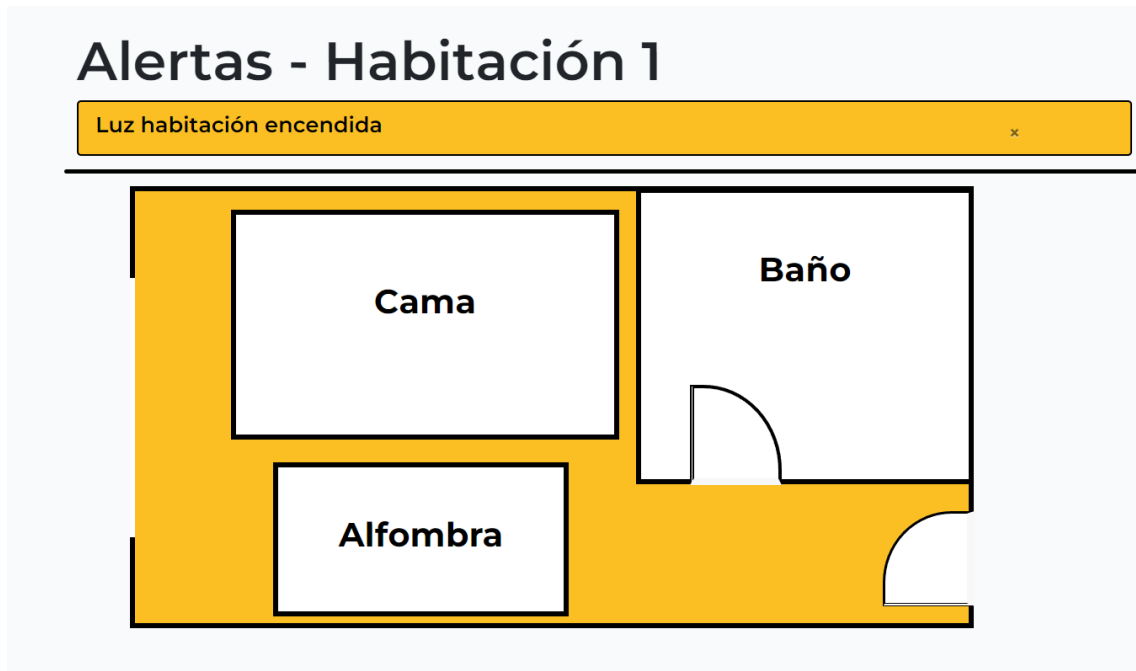 Alertas - Habitación 1
Luz habitación encendida
×
Baño
Cama
Alfombra